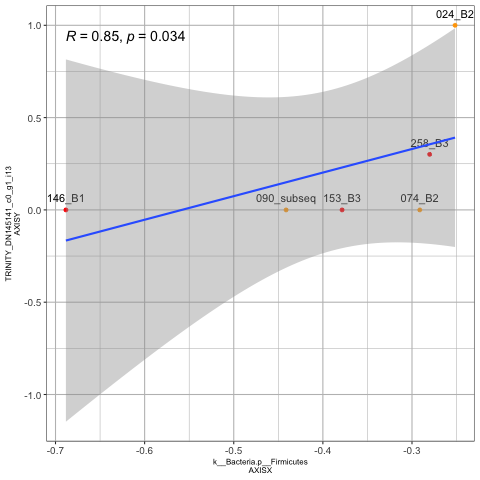 024_B2
R = 0.85, p = 0.034
258_B3
146_B1
090_subseq
153_B3
074_B2
1.0
0.5
0.0
-0.5
-1.0
TRINITY_DN145141_c0_g1_i13
AXISY
-0.7
-0.6
-0.5
-0.4
-0.3
k__Bacteria.p__Firmicutes
AXISX